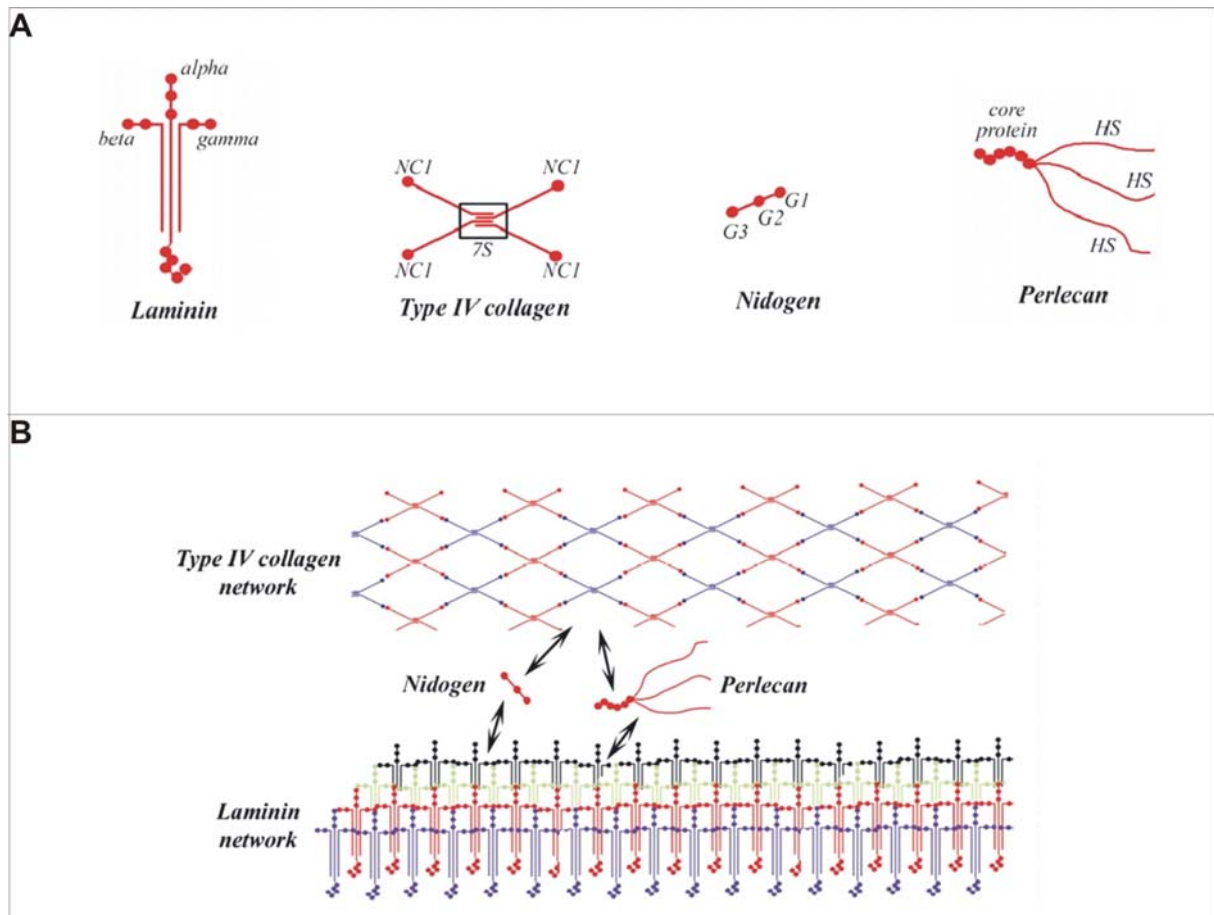 A
alpha
beta
gamma
Laminin
NC1
NC1
NC1
NC1
7S
Type IV collagen
G1
G2
G3
Nidogen
core
protein
HS
HS
HS
Perlecan
B
Type IV collagen
network
Nidogen
Perlecan
Laminin
network